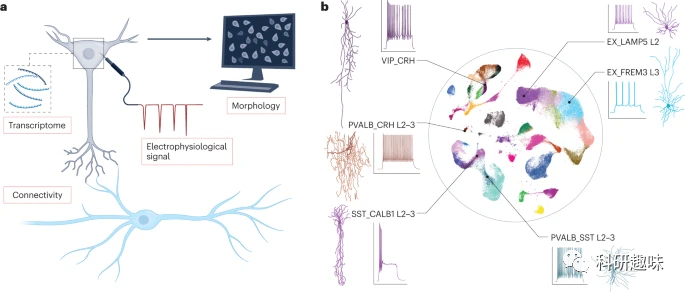 a
Transcriptome
Morphology
Electrophysiological
signal
Connectivity
b
VIP_CRH
EX_LAMP5 L2
EX_FREM3 L3
PVALB_CRH L2–3
SST_CALB1 L2–3
PVALB_SST L2–3
科研趣味